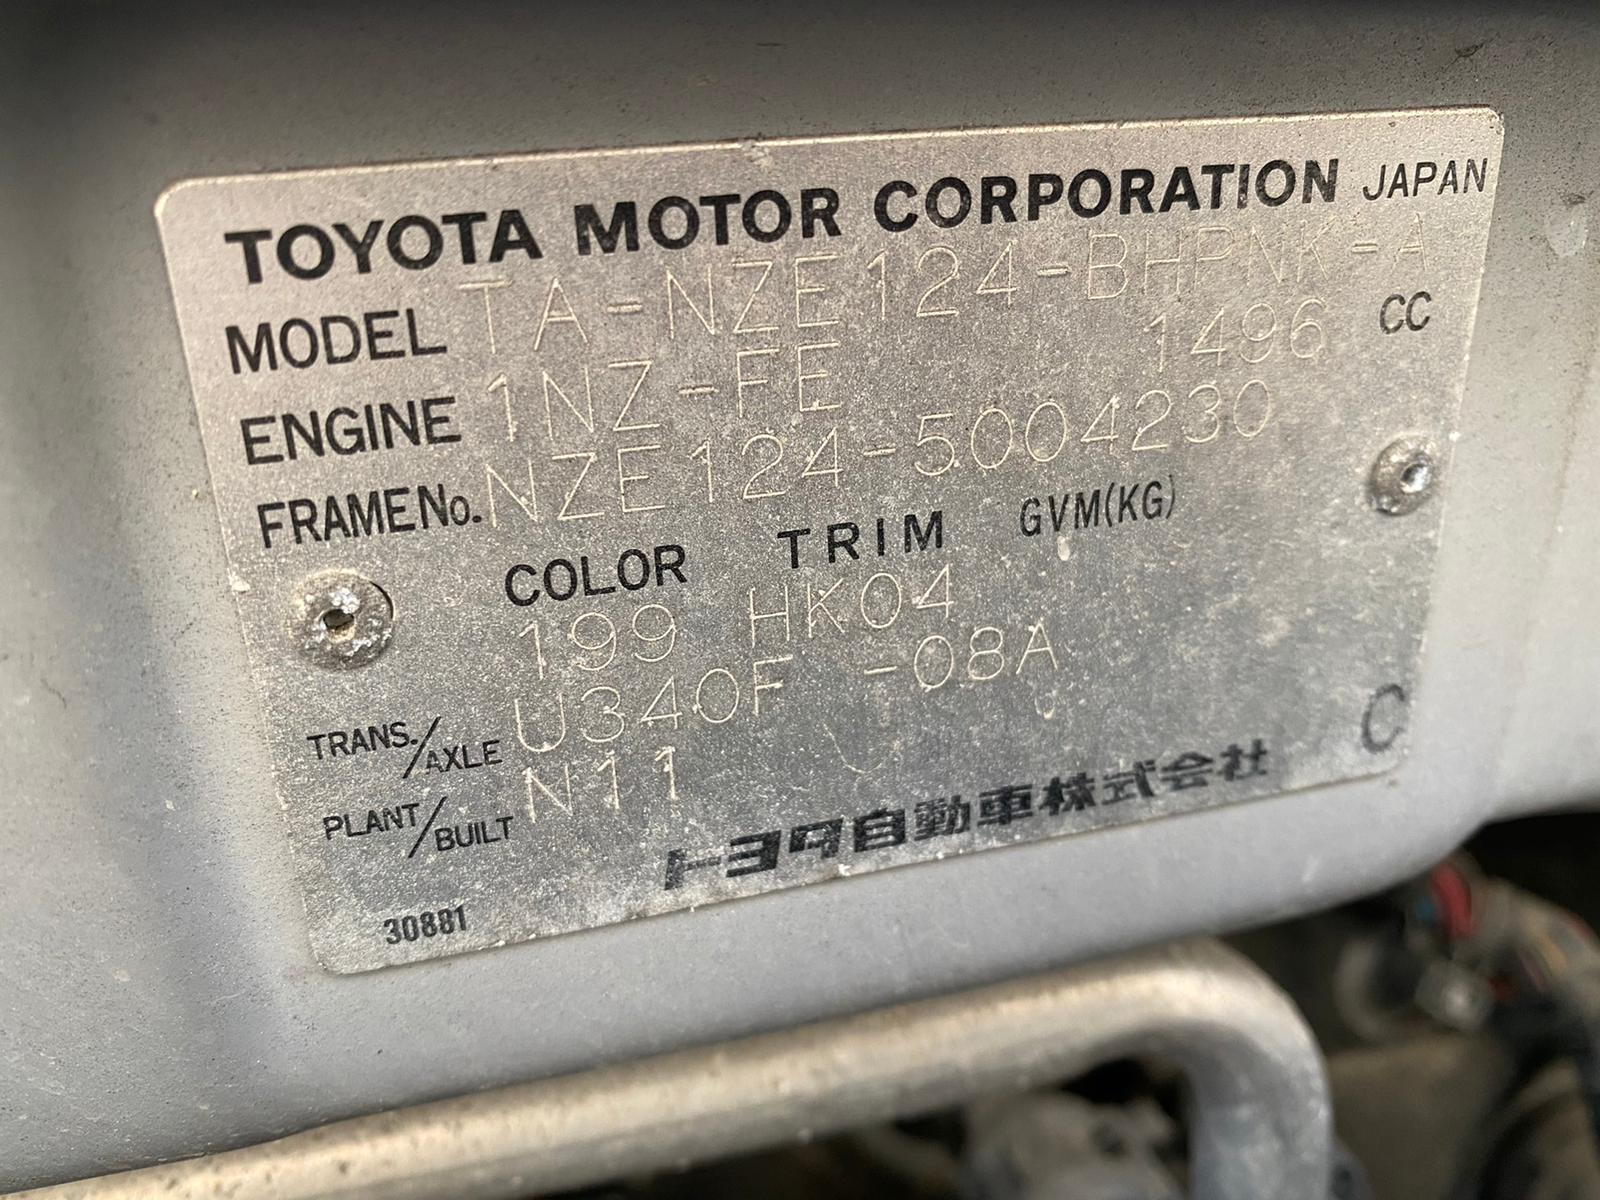 TOYOTA MOTOR CORPORATION JAPAN
MODEL TA-NZE124-BHPNK-A
ENGINE 1NZ-FE 1496 CC
FRAME No. NZE124-5004230
COLOR TRIM GVM(KG)
199 HK04
TRANS./AXLE U340F -08A
PLANT/BUILT N11
C
トヨタ自動車株式会社
30881